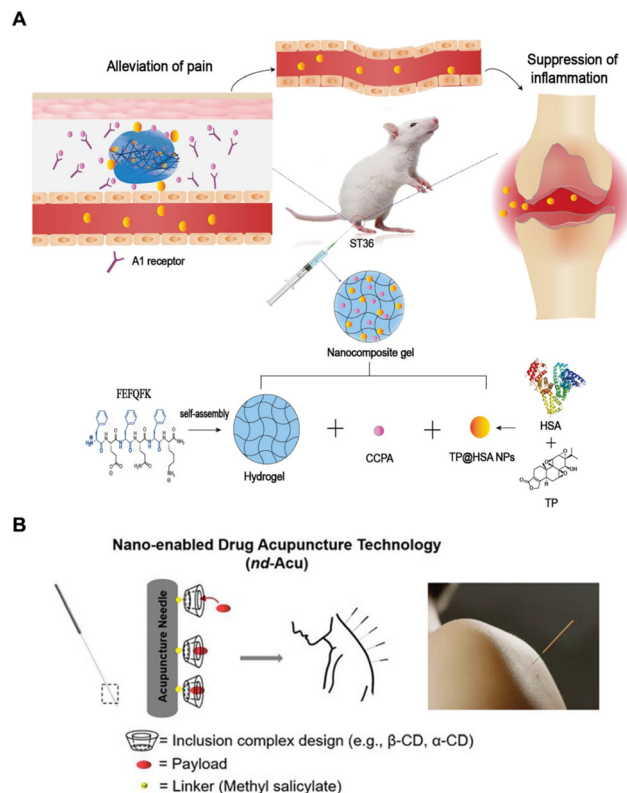 A
Alleviation of pain
Suppression of
inflammation
ST36
A1 receptor
Nanocomposite gel
FEFQFK
self-assembly
Hydrogel
+
CCPA
+
TP@HSA NPs
HSA
+
TP
B
Nano-enabled Drug Acupuncture Technology
(nd-Acu)
Acupuncture Needle
= Inclusion complex design (e.g., β-CD, α-CD)
= Payload
= Linker (Methyl salicylate)